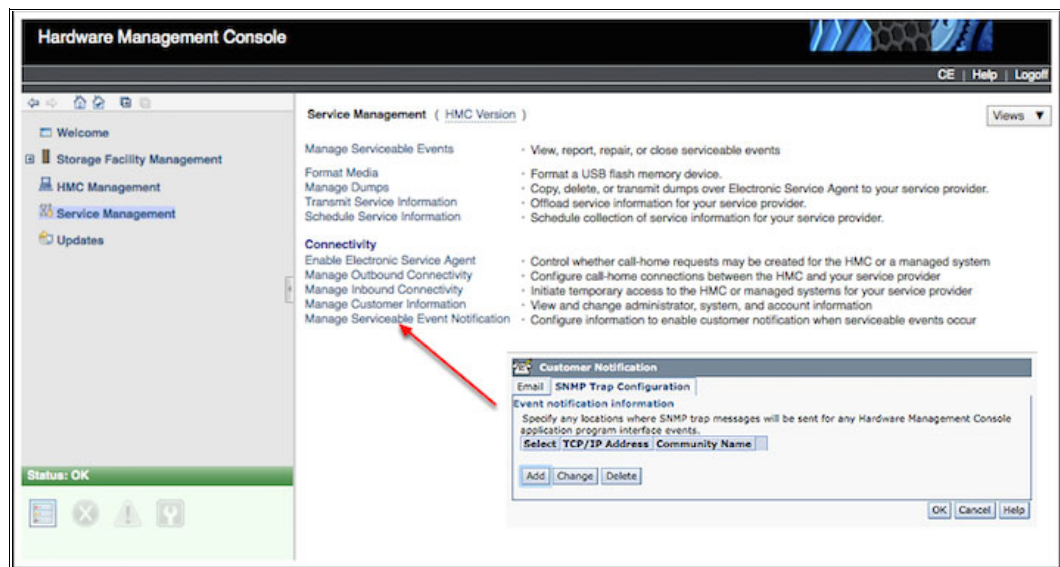 Hardware Management Console
CE | Help | Logoff
Welcome
Storage Facility Management
HMC Management
Service Management
Updates
Status: OK
Service Management ( HMC Version )
Views ▼
Manage Serviceable Events · View, report, repair, or close serviceable events
Format Media · Format a USB flash memory device.
Manage Dumps · Copy, delete, or transmit dumps over Electronic Service Agent to your service provider.
Transmit Service Information · Offload service information for your service provider.
Schedule Service Information · Schedule collection of service information for your service provider.
Connectivity
Enable Electronic Service Agent · Control whether call-home requests may be created for the HMC or a managed system
Manage Outbound Connectivity · Configure call-home connections between the HMC and your service provider
Manage Inbound Connectivity · Initiate temporary access to the HMC or managed systems for your service provider
Manage Customer Information · View and change administrator, system, and account information
Manage Serviceable Event Notification · Configure information to enable customer notification when serviceable events occur
Customer Notification
Email SNMP Trap Configuration
Event notification information
Specify any locations where SNMP trap messages will be sent for any Hardware Management Console
application program interface events.
Select TCP/IP Address Community Name
Add Change Delete
OK Cancel Help